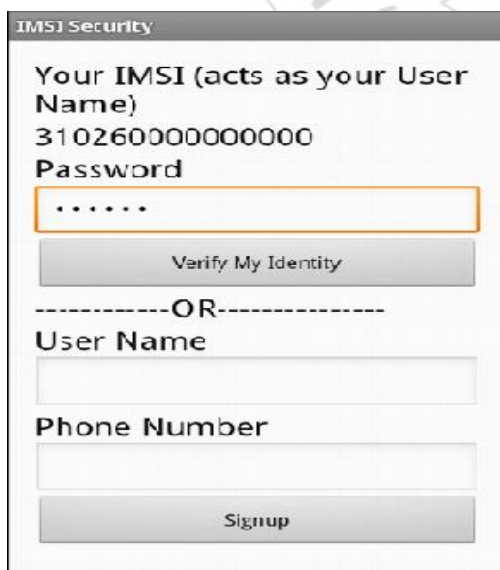 IMSI Security
Your IMSI (acts as your User
Name)
310260000000000
Password
······
Verify My Identity
------------OR---------------
User Name
Phone Number
Signup